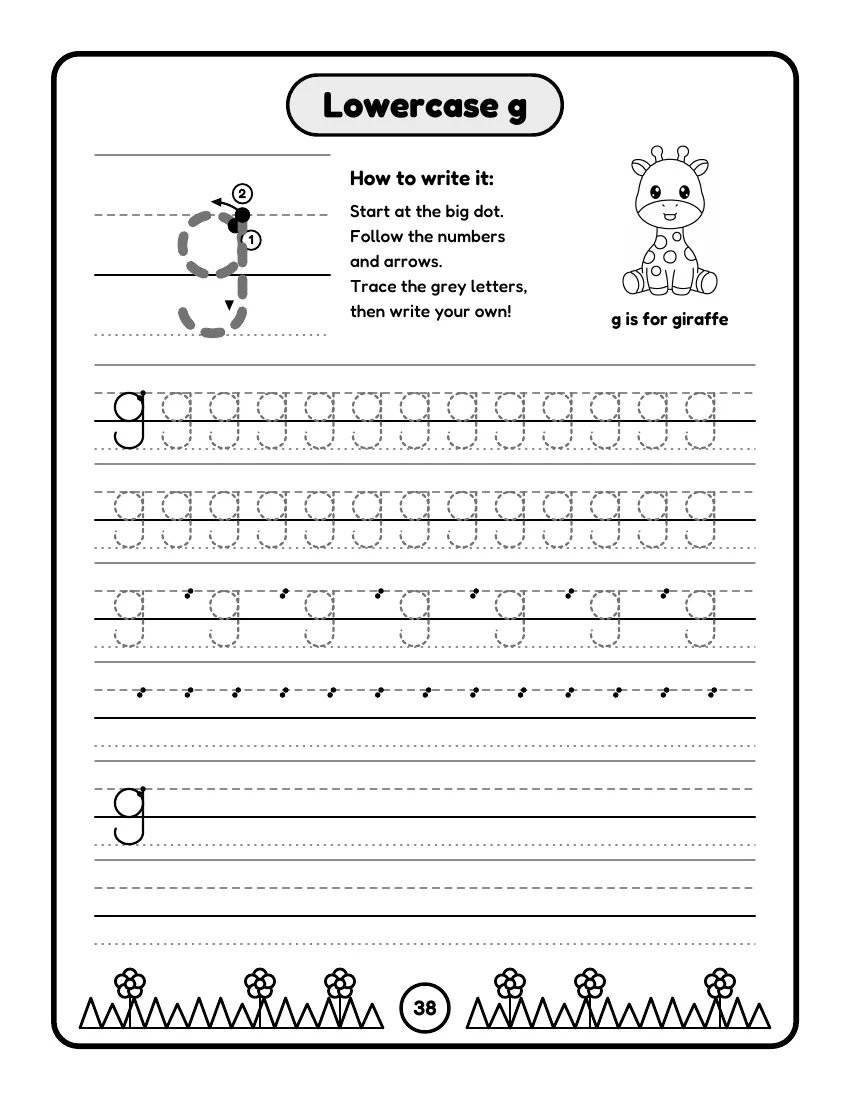 Lowercase g
2
1
How to write it:
Start at the big dot.
Follow the numbers
and arrows.
Trace the grey letters,
then write your own!
g
g is for giraffe
g g g g g g g g g g g g g
g g g g g g g g g g g g g
g g g g g g g
g
38